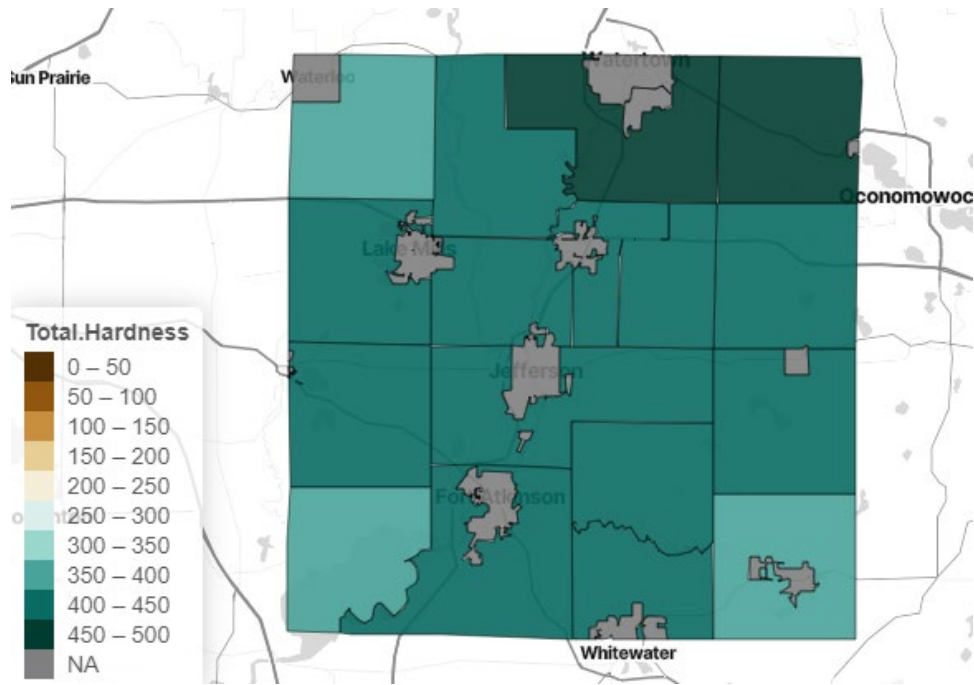 Watertown
Sun Prairie
Waterloo
Oconomowoc
Lake Mills
Total.Hardness
0 – 50
50 – 100
100 – 150
150 – 200
200 – 250
250 – 300
300 – 350
350 – 400
400 – 450
450 – 500
NA
Jefferson
Fort Atkinson
Whitewater